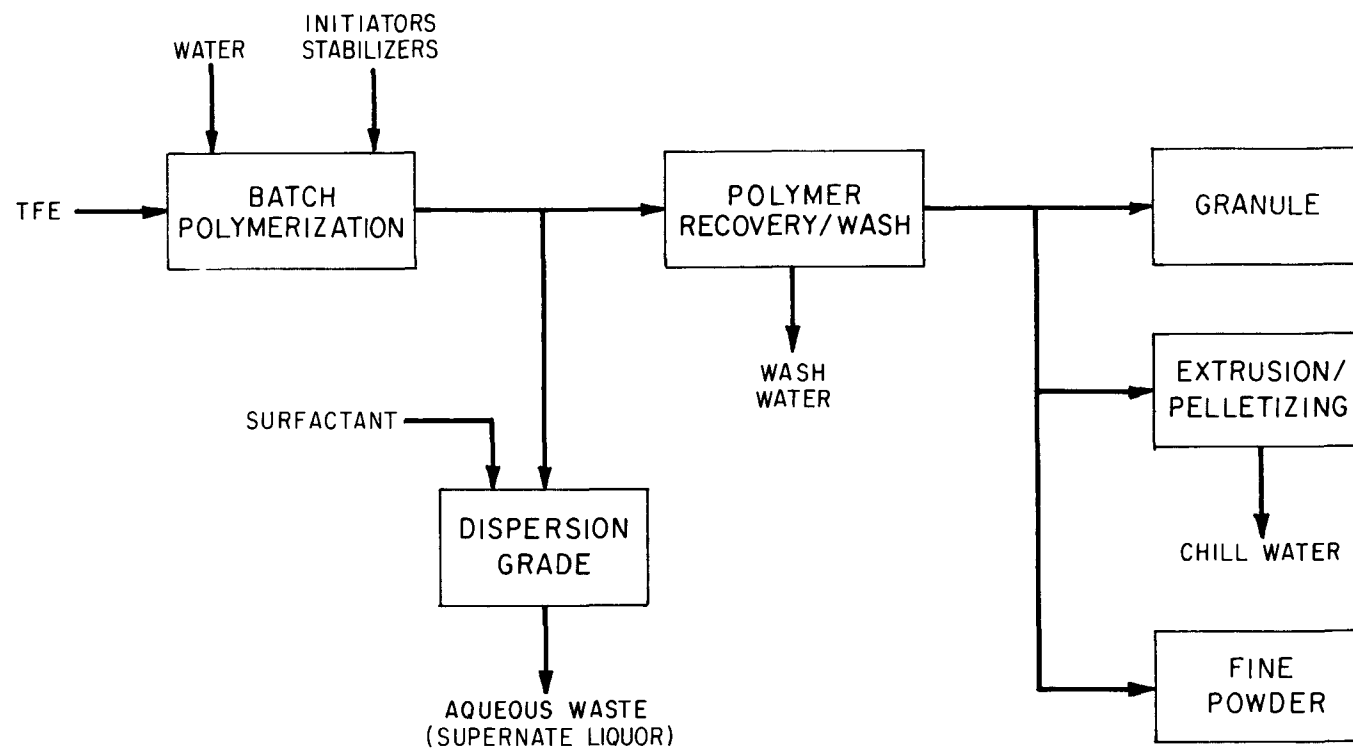 INITIATORS
STABILIZERS
WATER
TFE
BATCH
POLYMERIZATION
POLYMER
RECOVERY/WASH
GRANULE
WASH
WATER
EXTRUSION/
PELLETIZING
SURFACTANT
DISPERSION
GRADE
CHILL WATER
AQUEOUS WASTE
(SUPERNATE LIQUOR)
FINE
POWDER